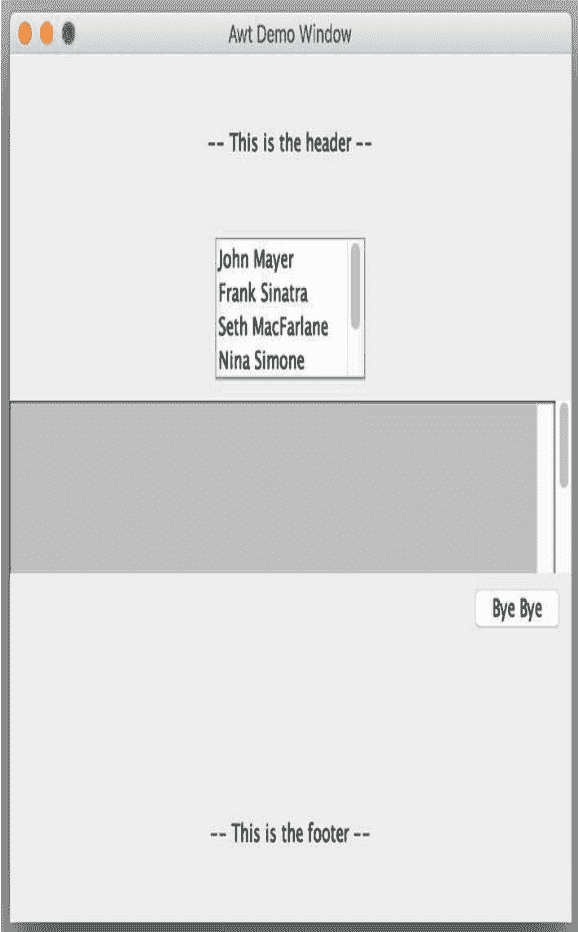 Awt Demo Window
-- This is the header --
John Mayer
Frank Sinatra
Seth MacFarlane
Nina Simone
Bye Bye
-- This is the footer --